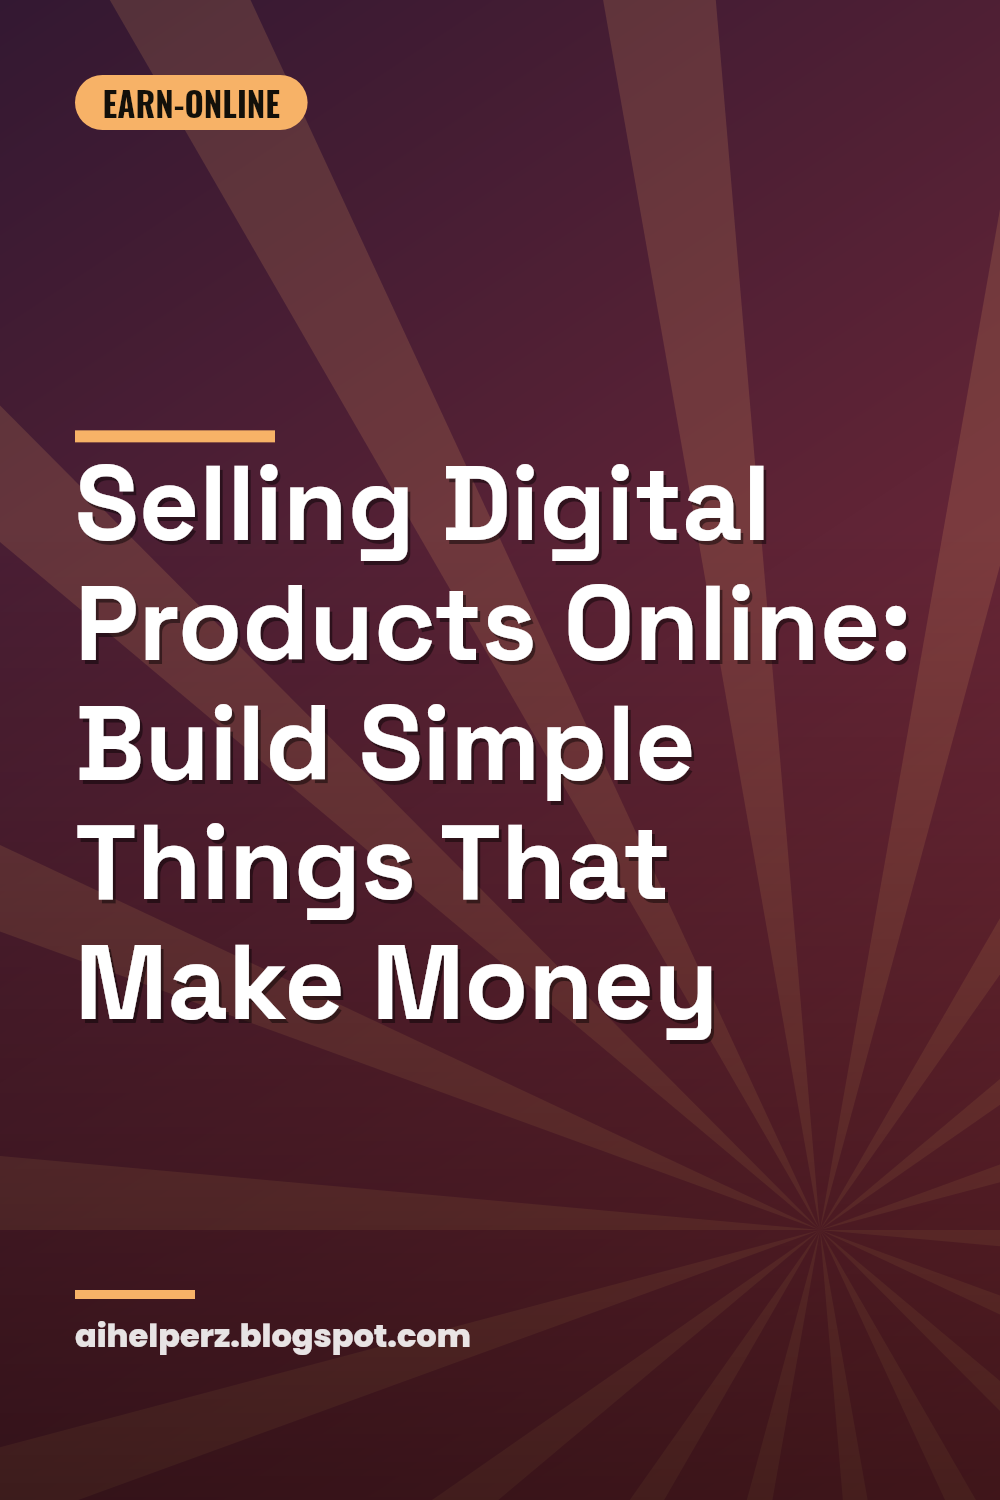 EARN-ONLINE
Selling Digital
Products Online:
Build Simple
Things That
Make Money
aihelperz.blogspot.com